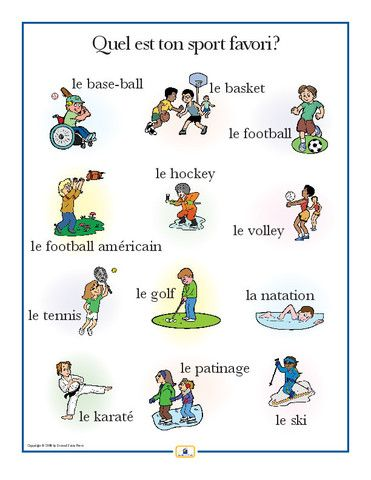 Quel est ton sport favori?
le base-ball
le basket
le football
le hockey
le football américain
le volley
le tennis
le golf
la natation
le karaté
le patinage
le ski